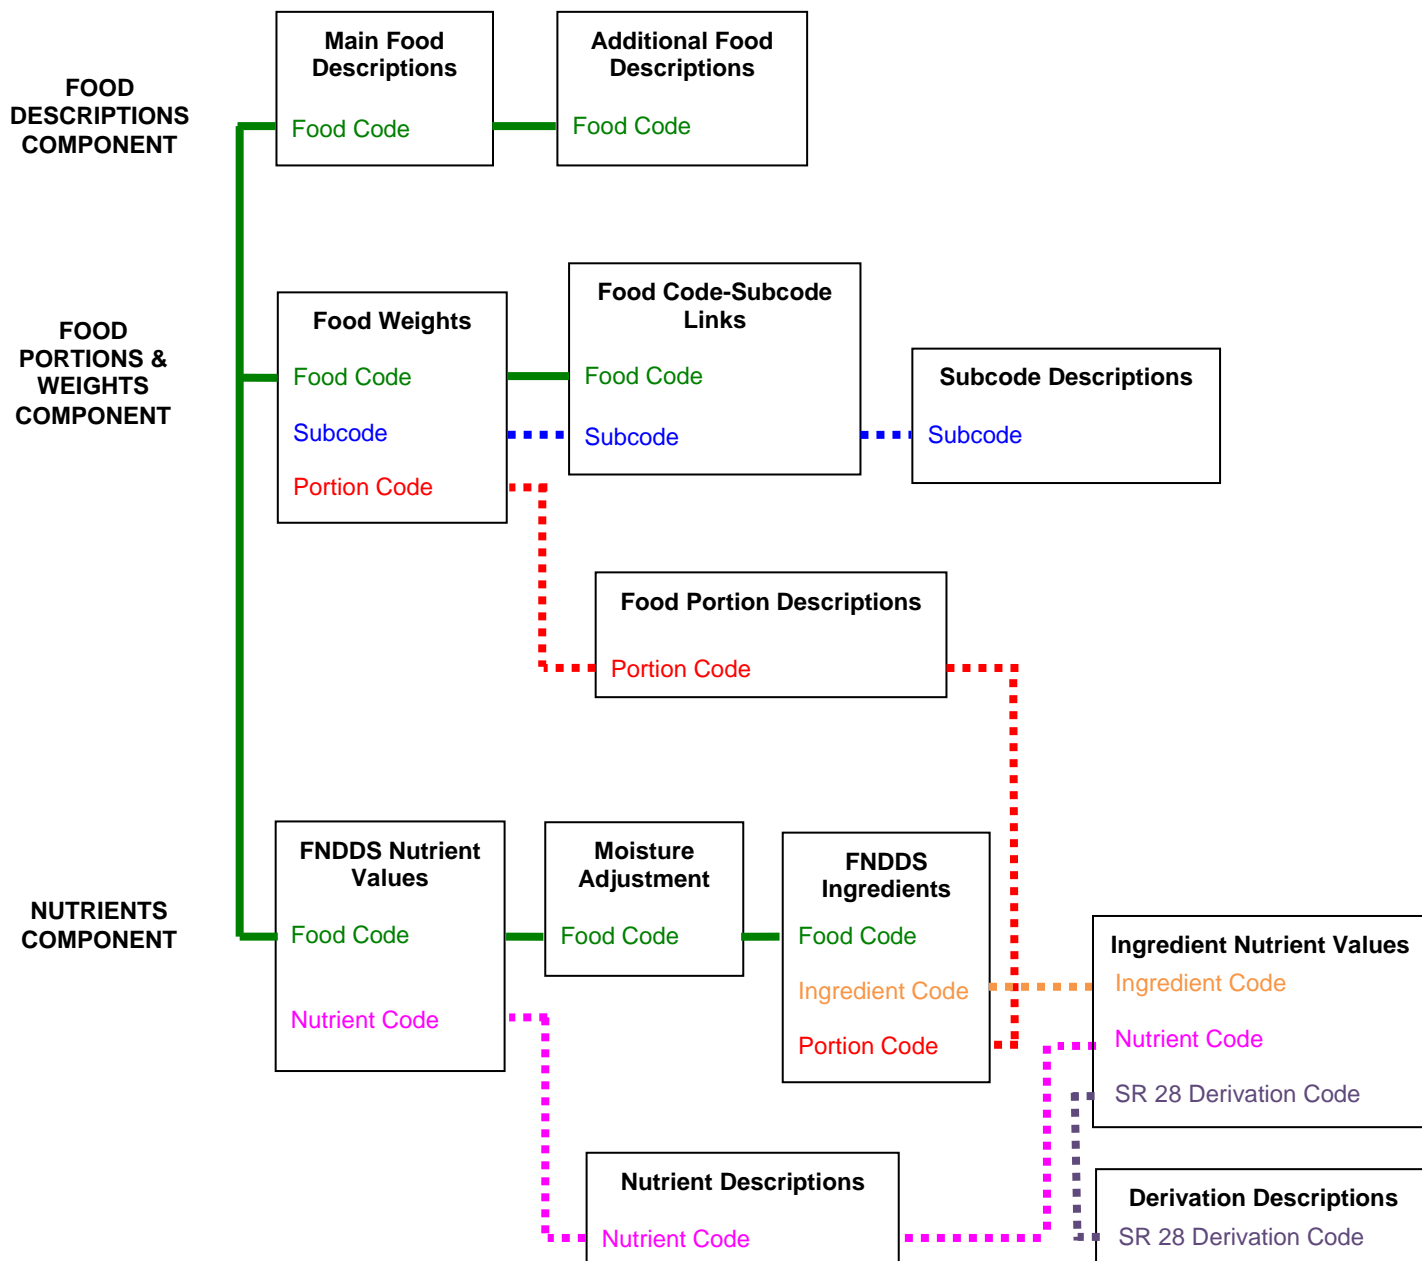 FOOD
DESCRIPTIONS
COMPONENT
Main Food
Descriptions
Food Code
Additional Food
Descriptions
Food Code
FOOD
PORTIONS &
WEIGHTS
COMPONENT
Food Weights
Food Code
Subcode
Portion Code
Food Code-Subcode
Links
Food Code
Subcode
Subcode Descriptions
Subcode
Food Portion Descriptions
Portion Code
NUTRIENTS
COMPONENT
FNDDS Nutrient
Values
Food Code
Nutrient Code
Moisture
Adjustment
Food Code
FNDDS
Ingredients
Food Code
Ingredient Code
Portion Code
Ingredient Nutrient Values
Ingredient Code
Nutrient Code
SR 28 Derivation Code
Nutrient Descriptions
Nutrient Code
Derivation Descriptions
SR 28 Derivation Code